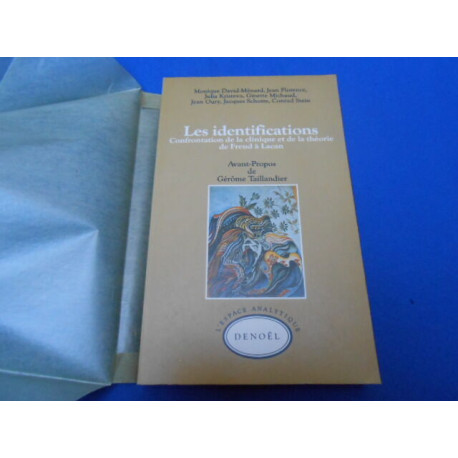 Monique David-Ménard, Jean Florence,
Julia Kristeva, Ginette Michaud,
Jean Oury, Jacques Schotte, Conrad Stein
Les identifications
Confrontation de la clinique et de la théorie
de Freud à Lacan
Avant-Propos
de
Gérôme Taillandier
L'ESPACE ANALYTIQUE
DENOËL